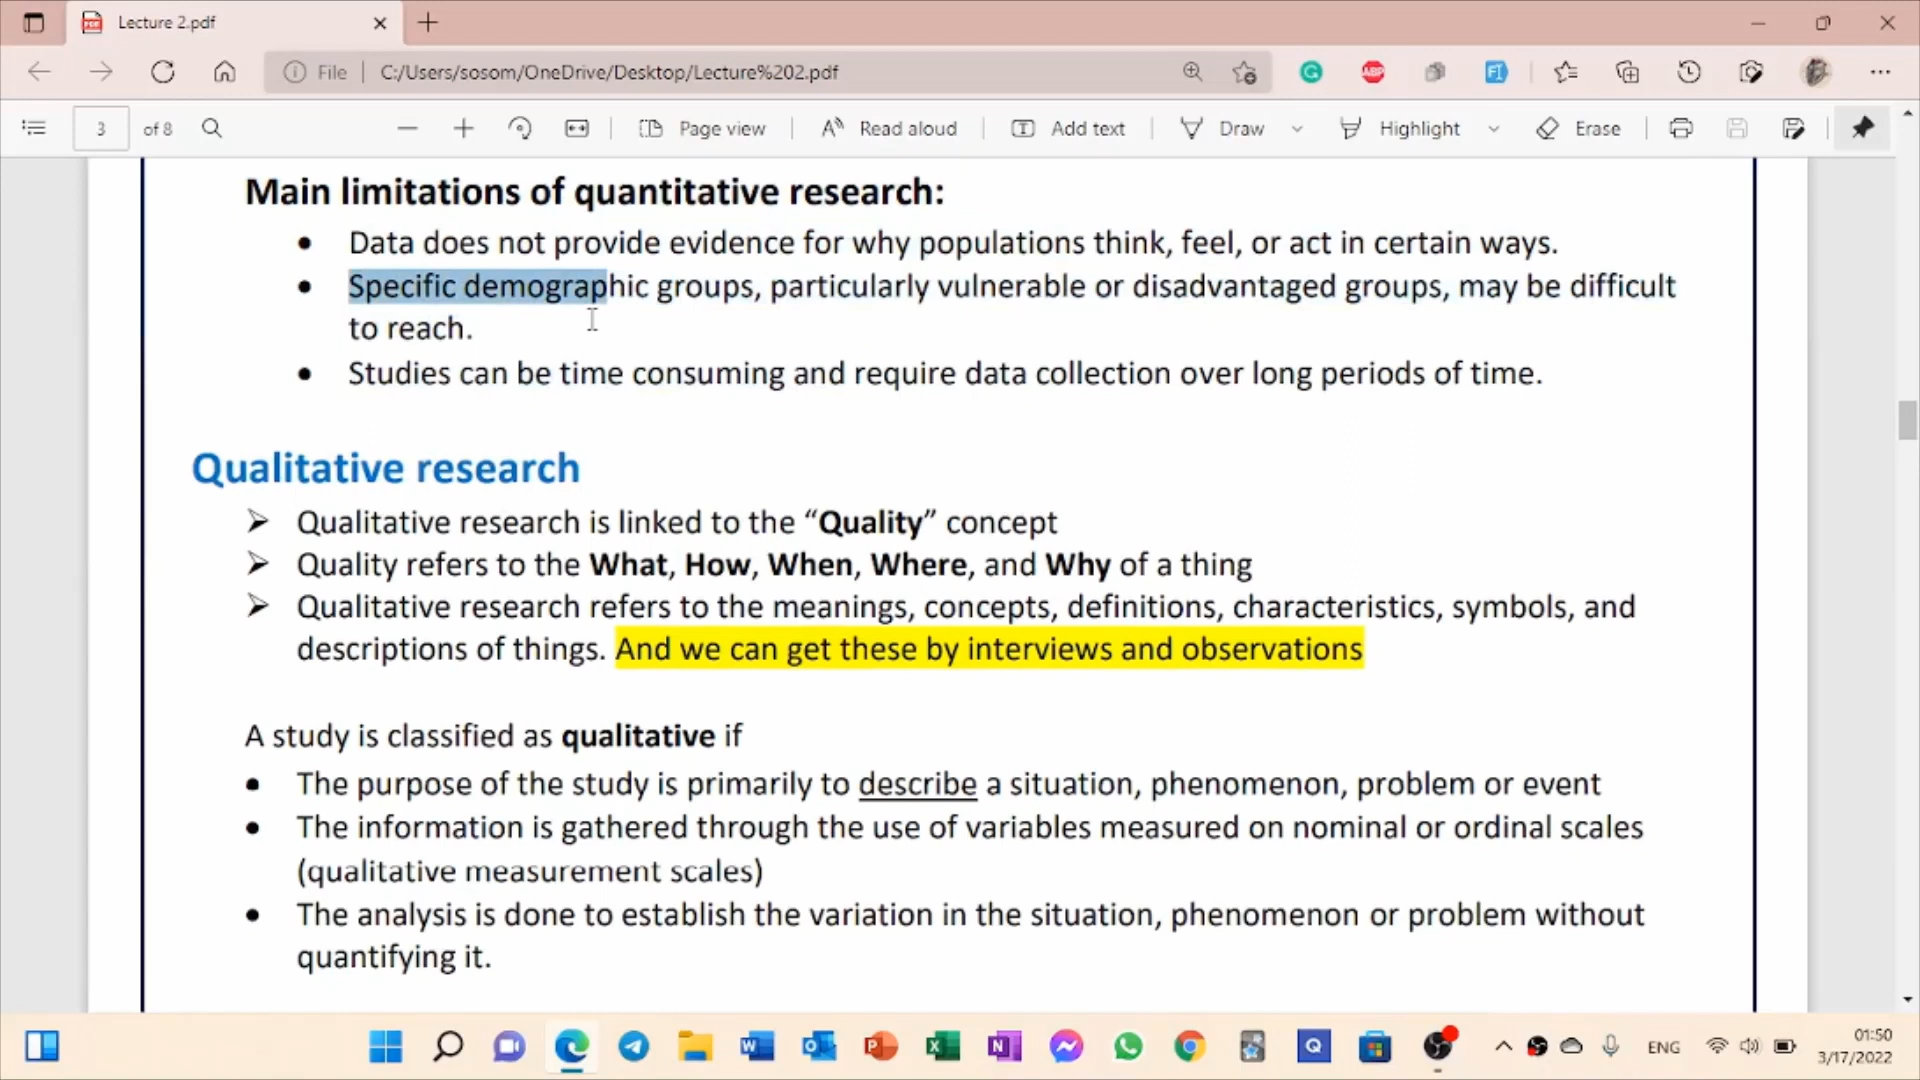 Lecture 2.pdf
File
C:/Users/sosom/OneDrive/Desktop/Lecture%202.pdf
3 of 8
Page view
Read aloud
Add text
Draw
Highlight
Erase
Main limitations of quantitative research:
• Data does not provide evidence for why populations think, feel, or act in certain ways.
• Specific demographic groups, particularly vulnerable or disadvantaged groups, may be difficult
to reach.
• Studies can be time consuming and require data collection over long periods of time.
Qualitative research
➢ Qualitative research is linked to the “Quality” concept
➢ Quality refers to the What, How, When, Where, and Why of a thing
➢ Qualitative research refers to the meanings, concepts, definitions, characteristics, symbols, and
descriptions of things. And we can get these by interviews and observations
A study is classified as qualitative if
• The purpose of the study is primarily to describe a situation, phenomenon, problem or event
• The information is gathered through the use of variables measured on nominal or ordinal scales
(qualitative measurement scales)
• The analysis is done to establish the variation in the situation, phenomenon or problem without
quantifying it.
ENG
01:50
3/17/2022